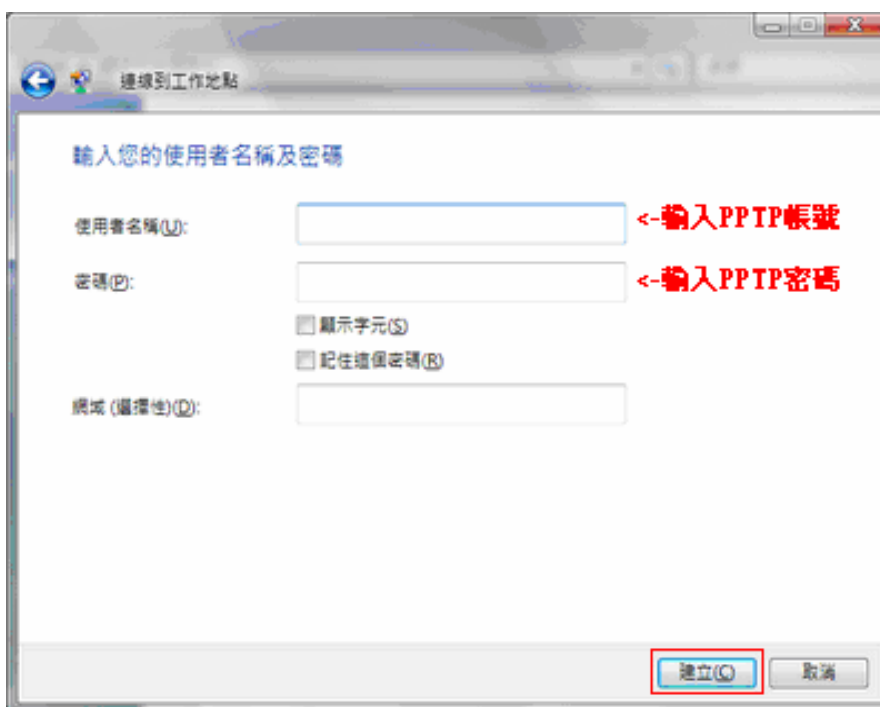 連線到工作地點
輸入您的使用者名稱及密碼
使用者名稱(U): <-輸入PPTP帳號
密碼(P): <-輸入PPTP密碼
顯示字元(S)
記住這個密碼(R)
網域 (選擇性)(D):
建立(C) 取消